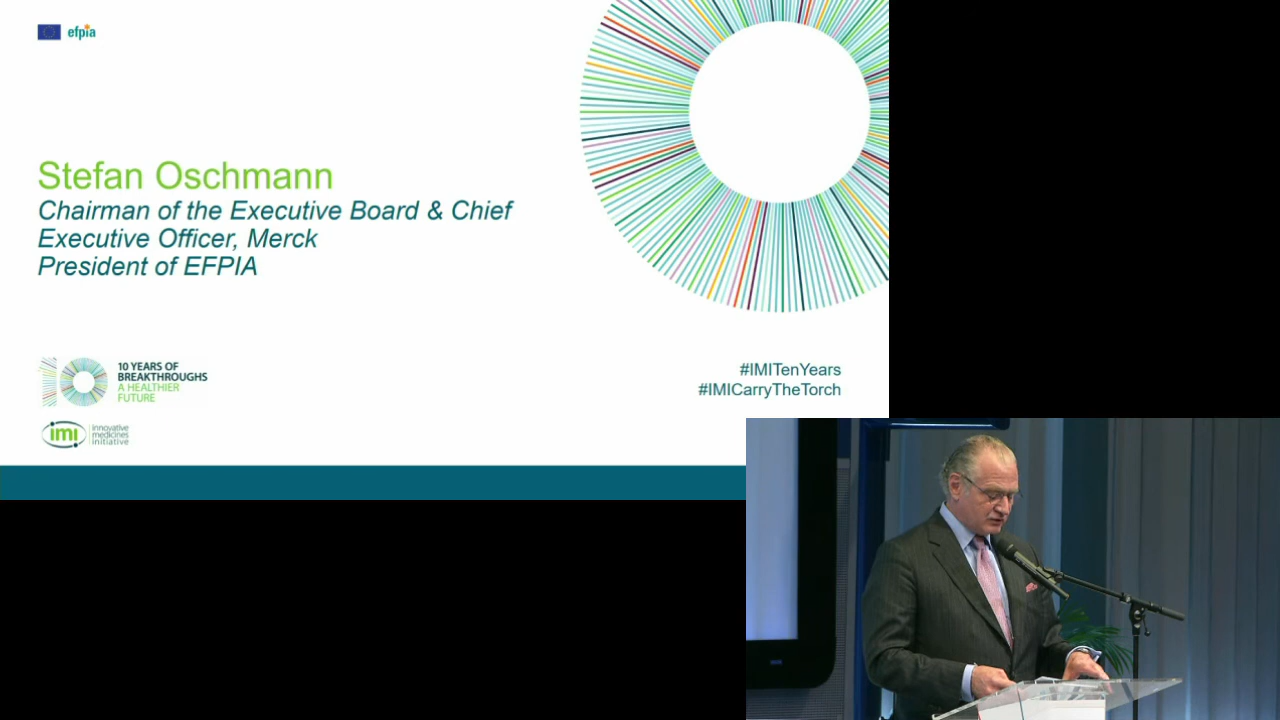 efpia
Stefan Oschmann
Chairman of the Executive Board & Chief
Executive Officer, Merck
President of EFPIA
10 YEARS OF
BREAKTHROUGHS
A HEALTHIER
FUTURE
imi innovative
medicines
initiative
#IMITenYears
#IMICarryTheTorch